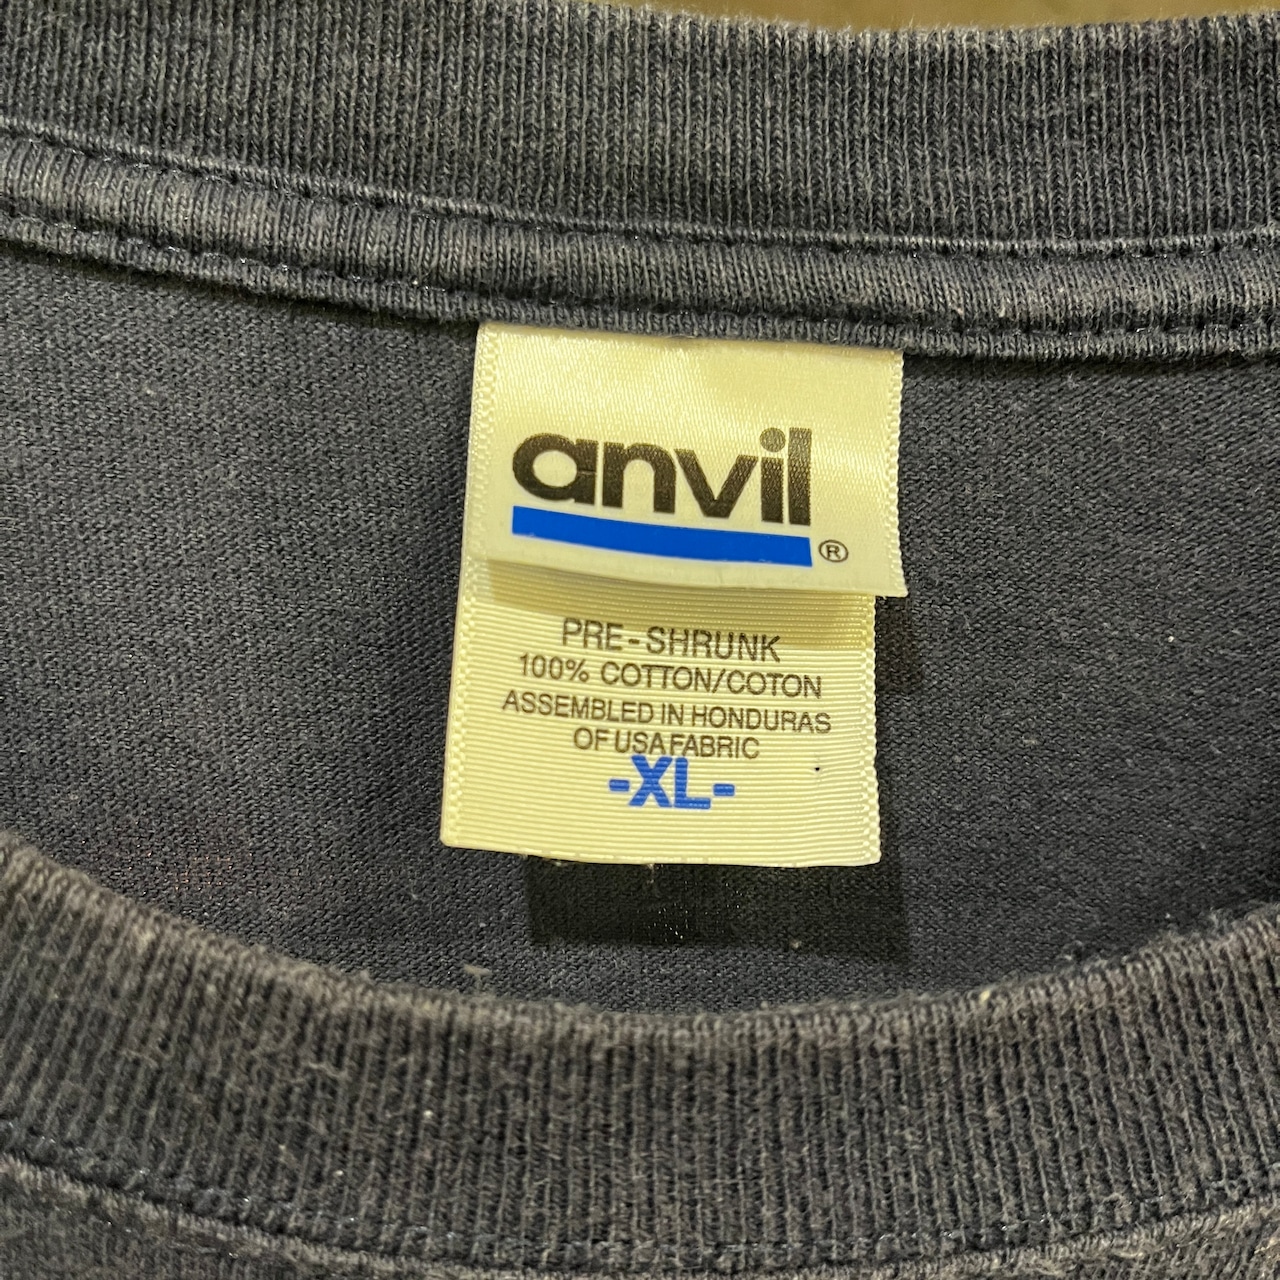 anvil®
PRE-SHRUNK
100% COTTON/COTON
ASSEMBLED IN HONDURAS
OF USA FABRIC
-XL-